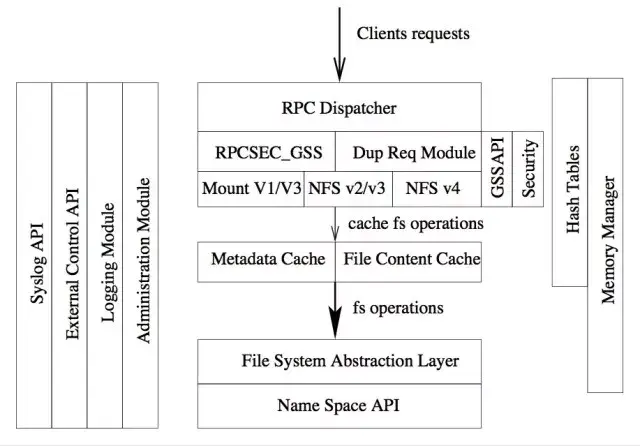 Clients requests
RPC Dispatcher
RPCSEC_GSS
Dup Req Module
Mount V1/V3
NFS v2/v3
NFS v4
GSSAPI
Security
cache fs operations
Metadata Cache
File Content Cache
fs operations
File System Abstraction Layer
Name Space API
Syslog API
External Control API
Logging Module
Administration Module
Hash Tables
Memory Manager